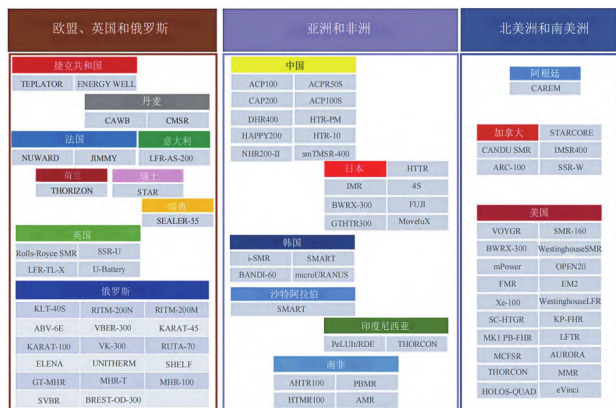 欧盟、英国和俄罗斯
捷克共和国
TEPLATOR ENERGY WELL
丹麦
CAWB CMSR
法国 意大利
NUWARD JIMMY LFR-AS-200
荷兰 瑞士
THORIZON STAR
瑞典
SEALER-55
英国
Rolls-Royce SMR SSR-U
LFR-TL-X U-Battery
俄罗斯
KLT-40S RITM-200N RITM-200M
ABV-6E VBER-300 KARAT-45
KARAT-100 VK-300 RUTA-70
ELENA UNITHERM SHELF
GT-MHR MHR-T MHR-100
SVBR BREST-OD-300
亚洲和非洲
中国
ACP100 ACPR50S
CAP200 ACP100S
DHR400 HTR-PM
HAPPY200 HTR-10
NHR200-II smTMSR-400
日本 HTTR
IMR 4S
BWRX-300 FUJI
GTHTR300 MoveluX
韩国
i-SMR SMART
BANDI-60 microURANUS
沙特阿拉伯
SMART
印度尼西亚
PeLUIt/RDE THORCON
南非
AHTR100 PBMR
HTMR100 AMR
北美洲和南美洲
阿根廷
CAREM
加拿大 STARCORE
CANDU SMR IMSR400
ARC-100 SSR-W
美国
VOYGR SMR-160
BWRX-300 WestinghouseSMR
mPower OPEN20
FMR EM2
Xe-100 WestinghouseLFR
SC-HTGR KP-FHR
MK1 PB-FHR LFTR
MCFSR AURORA
THORCON MMR
HOLOS-QUAD eVinci